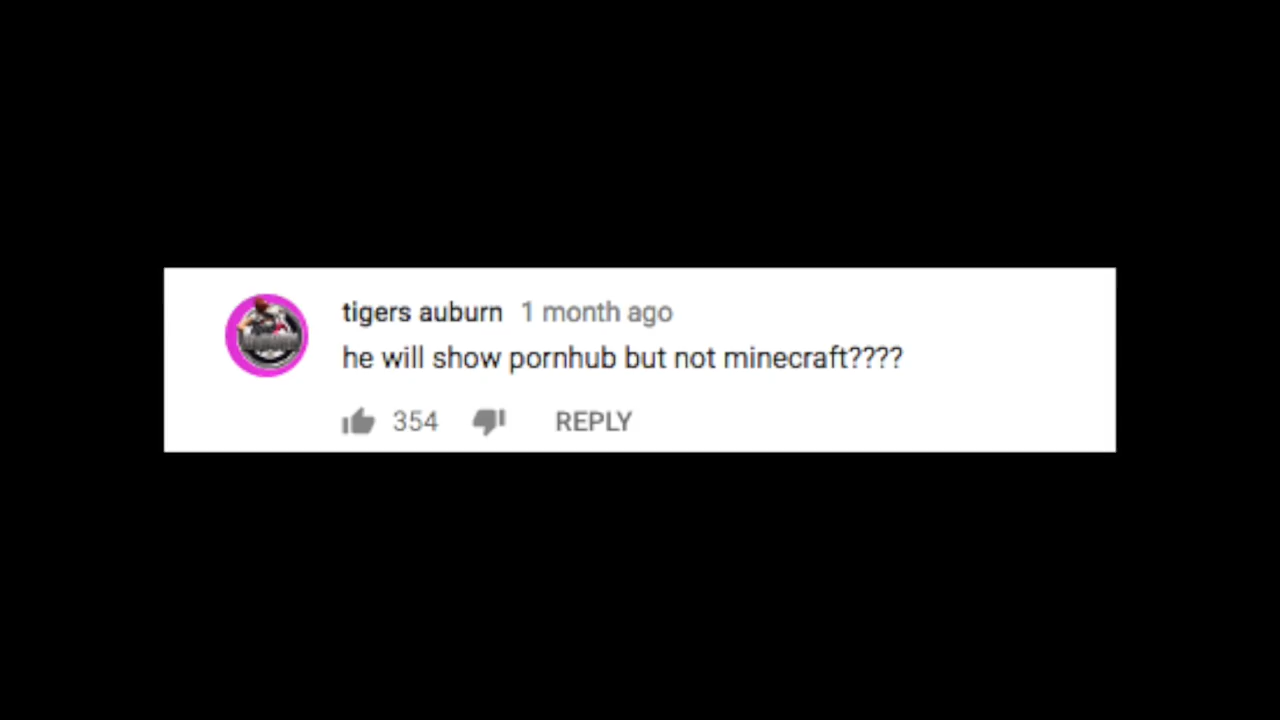 tigers auburn 1 month ago
he will show pornhub but not minecraft????
354 REPLY